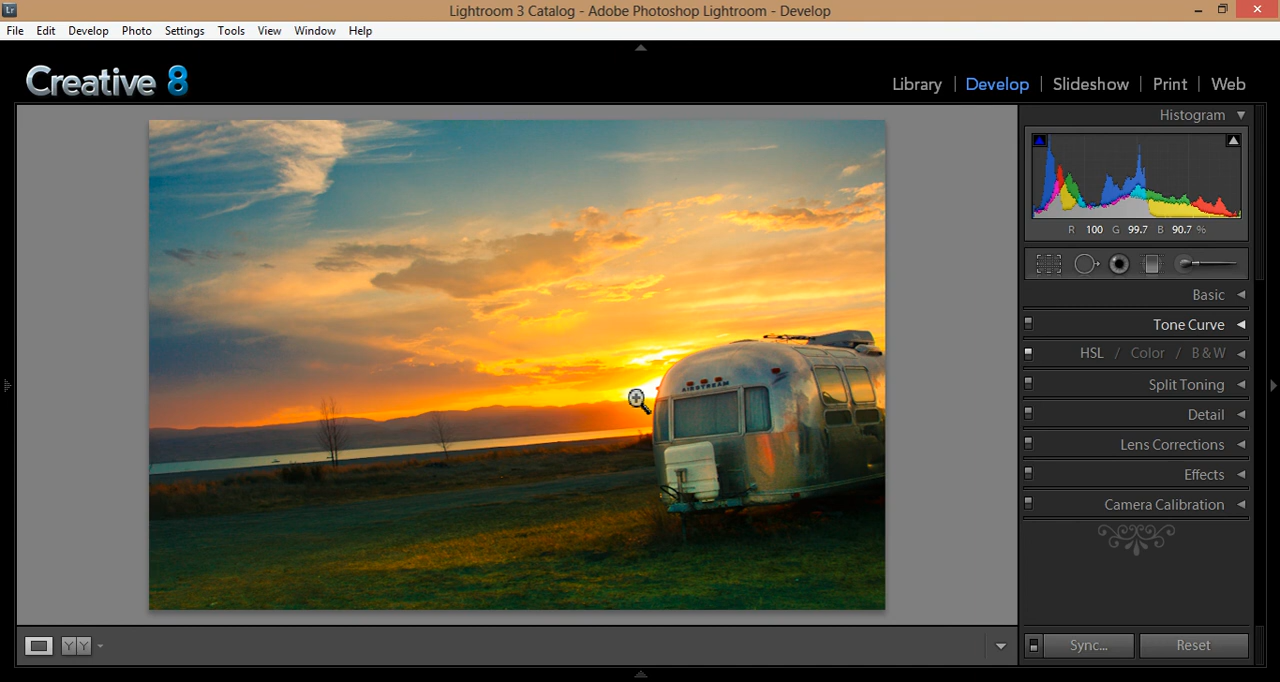 Lr
Lightroom 3 Catalog - Adobe Photoshop Lightroom - Develop
File Edit Develop Photo Settings Tools View Window Help
Creative 8
Library | Develop | Slideshow | Print | Web
Histogram
R 100 G 99.7 B 90.7 %
Basic
Tone Curve
HSL / Color / B & W
Split Toning
AIRSTREAM
Detail
Lens Corrections
Effects
Camera Calibration
Y Y
Sync...
Reset